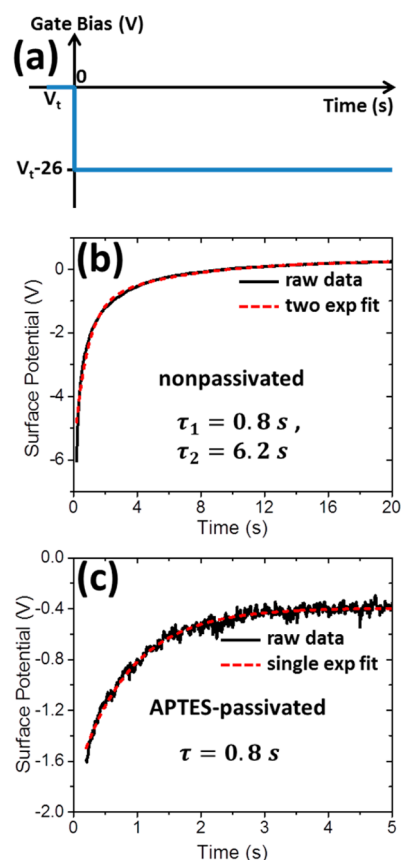 Gate Bias (V)
(a)
0
V_t
Time (s)
V_t-26
(b)
0
raw data
two exp fit
-2
Surface Potential (V)
nonpassivated
-4
τ₁ = 0.8 s ,
τ₂ = 6.2 s
-6
0 4 8 12 16 20
Time (s)
0.0
(c)
-0.4
raw data
single exp fit
-0.8
Surface Potential (V)
-1.2
APTES-passivated
-1.6
τ = 0.8 s
-2.0
0 1 2 3 4 5
Time (s)